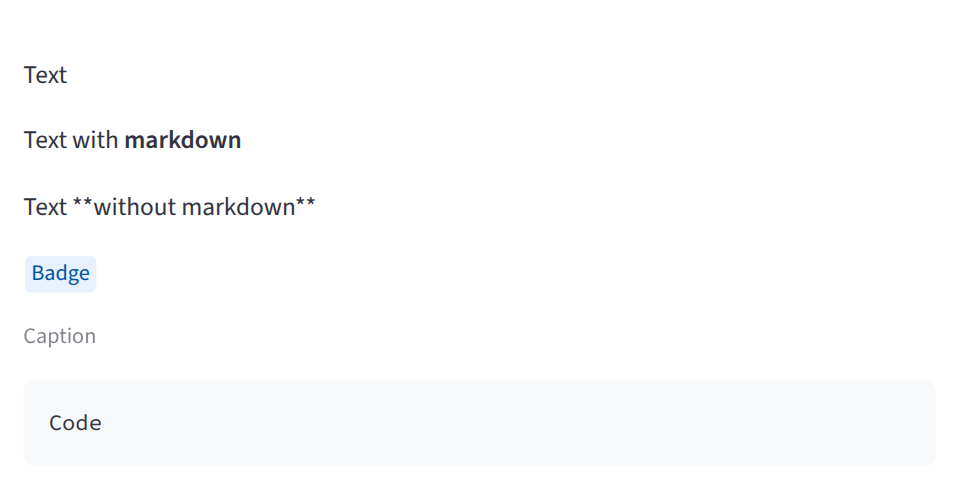 Text
Text with markdown
Text **without markdown**
Badge
Caption
Code